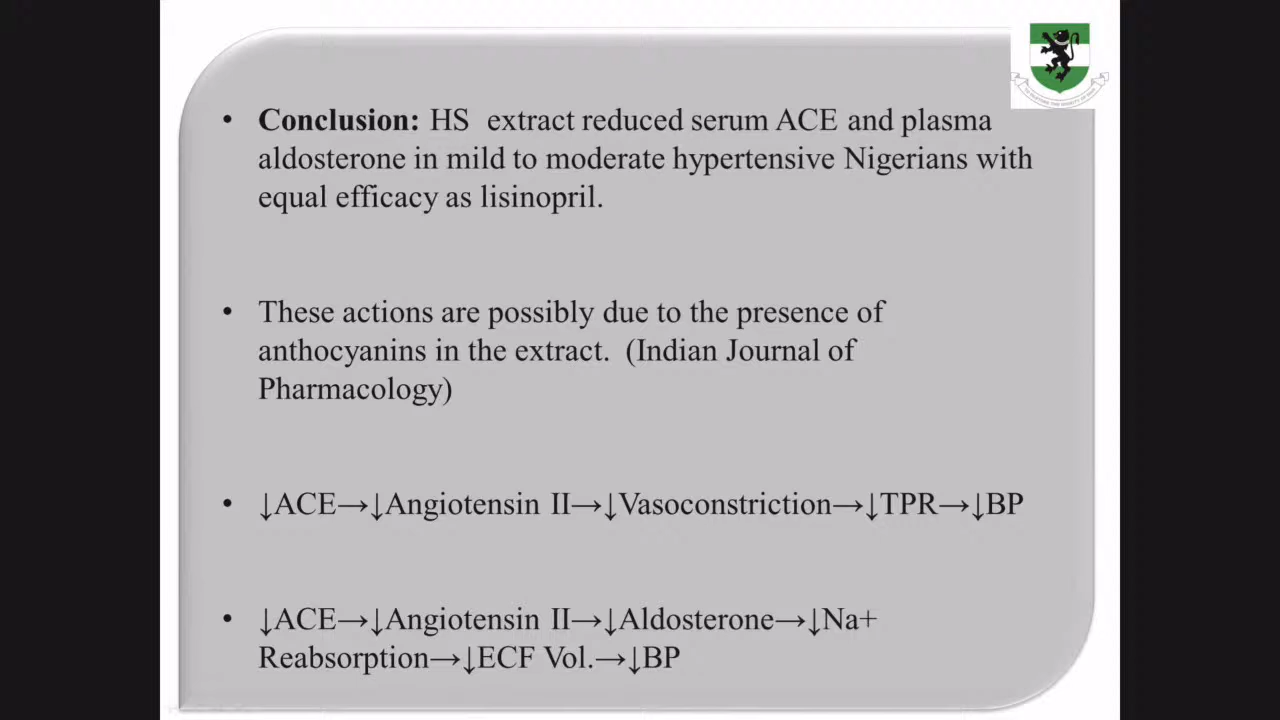 • Conclusion: HS extract reduced serum ACE and plasma
aldosterone in mild to moderate hypertensive Nigerians with
equal efficacy as lisinopril.
• These actions are possibly due to the presence of
anthocyanins in the extract. (Indian Journal of
Pharmacology)
• ↓ACE→↓Angiotensin II→↓Vasoconstriction→↓TPR→↓BP
• ↓ACE→↓Angiotensin II→↓Aldosterone→↓Na+
Reabsorption→↓ECF Vol.→↓BP